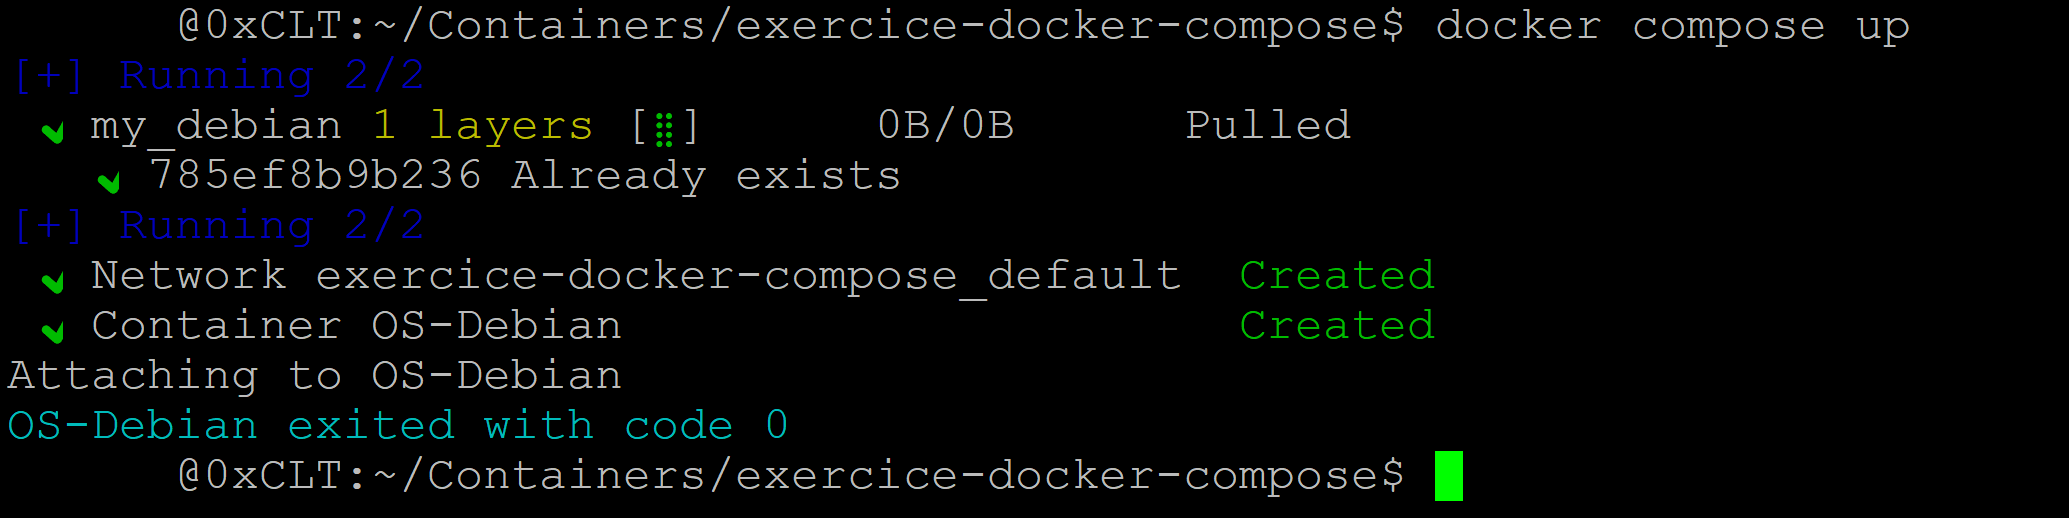 @0xCLT:~/Containers/exercice-docker-compose$ docker compose up
[+] Running 2/2
✔ my_debian 1 layers [⣿] 0B/0B Pulled
✔ 785ef8b9b236 Already exists
[+] Running 2/2
✔ Network exercice-docker-compose_default Created
✔ Container OS-Debian Created
Attaching to OS-Debian
OS-Debian exited with code 0
@0xCLT:~/Containers/exercice-docker-compose$